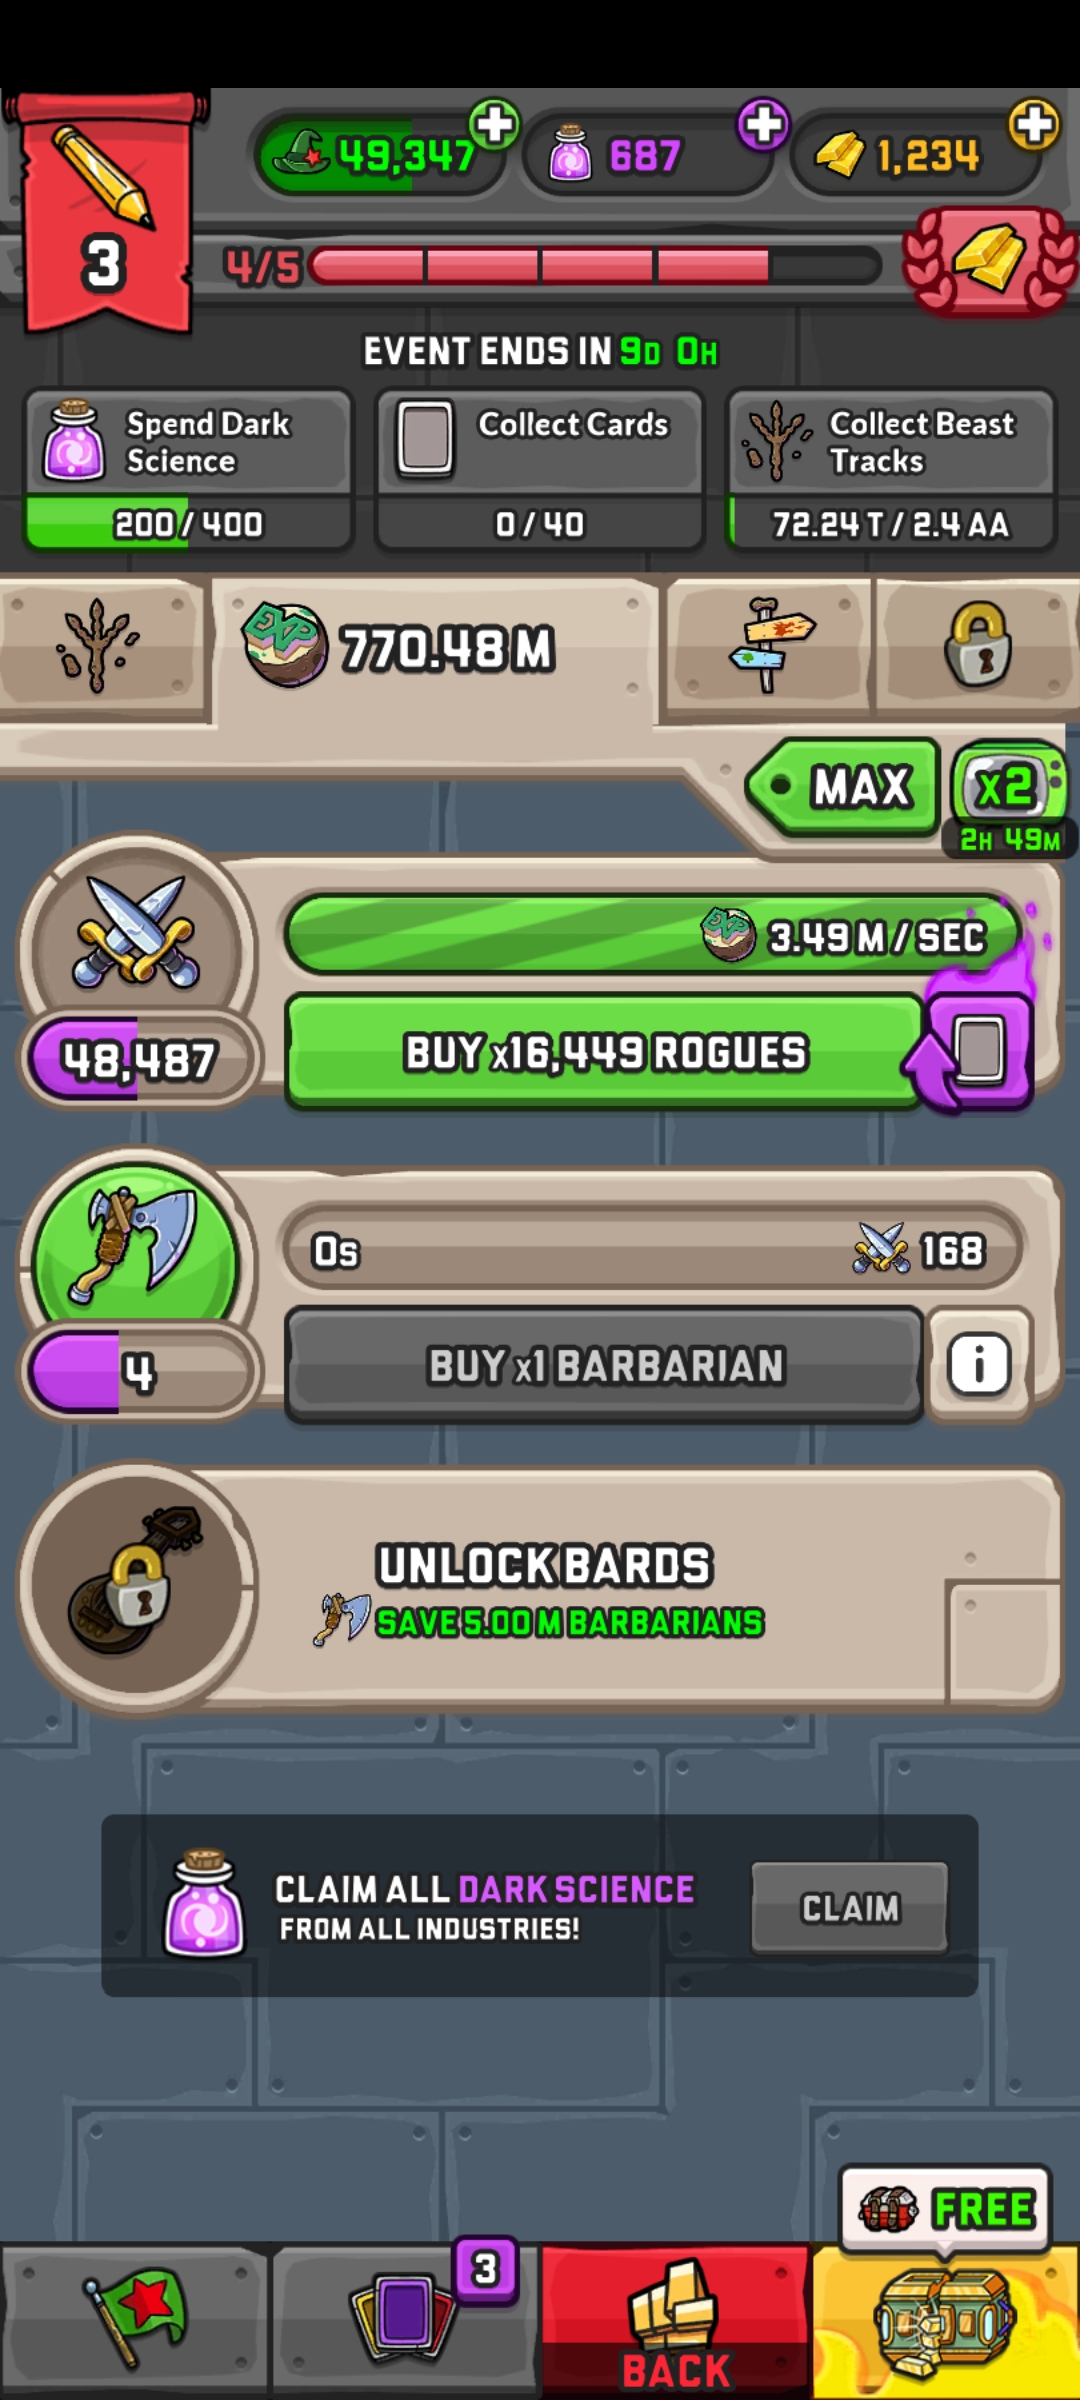 49,347
687
1,234
3
4/5
EVENT ENDS IN 9D 0H
Spend Dark
Science
200 / 400
Collect Cards
0 / 40
Collect Beast
Tracks
72.24 T / 2.4 AA
EXP
770.48 M
MAX
x2
2H 49M
EXP
3.49 M / SEC
48,487
BUY x16,449 ROGUES
0s
168
4
BUY x1 BARBARIAN
i
UNLOCK BARDS
SAVE 5.00 M BARBARIANS
CLAIM ALL DARK SCIENCE
FROM ALL INDUSTRIES!
CLAIM
FREE
3
BACK